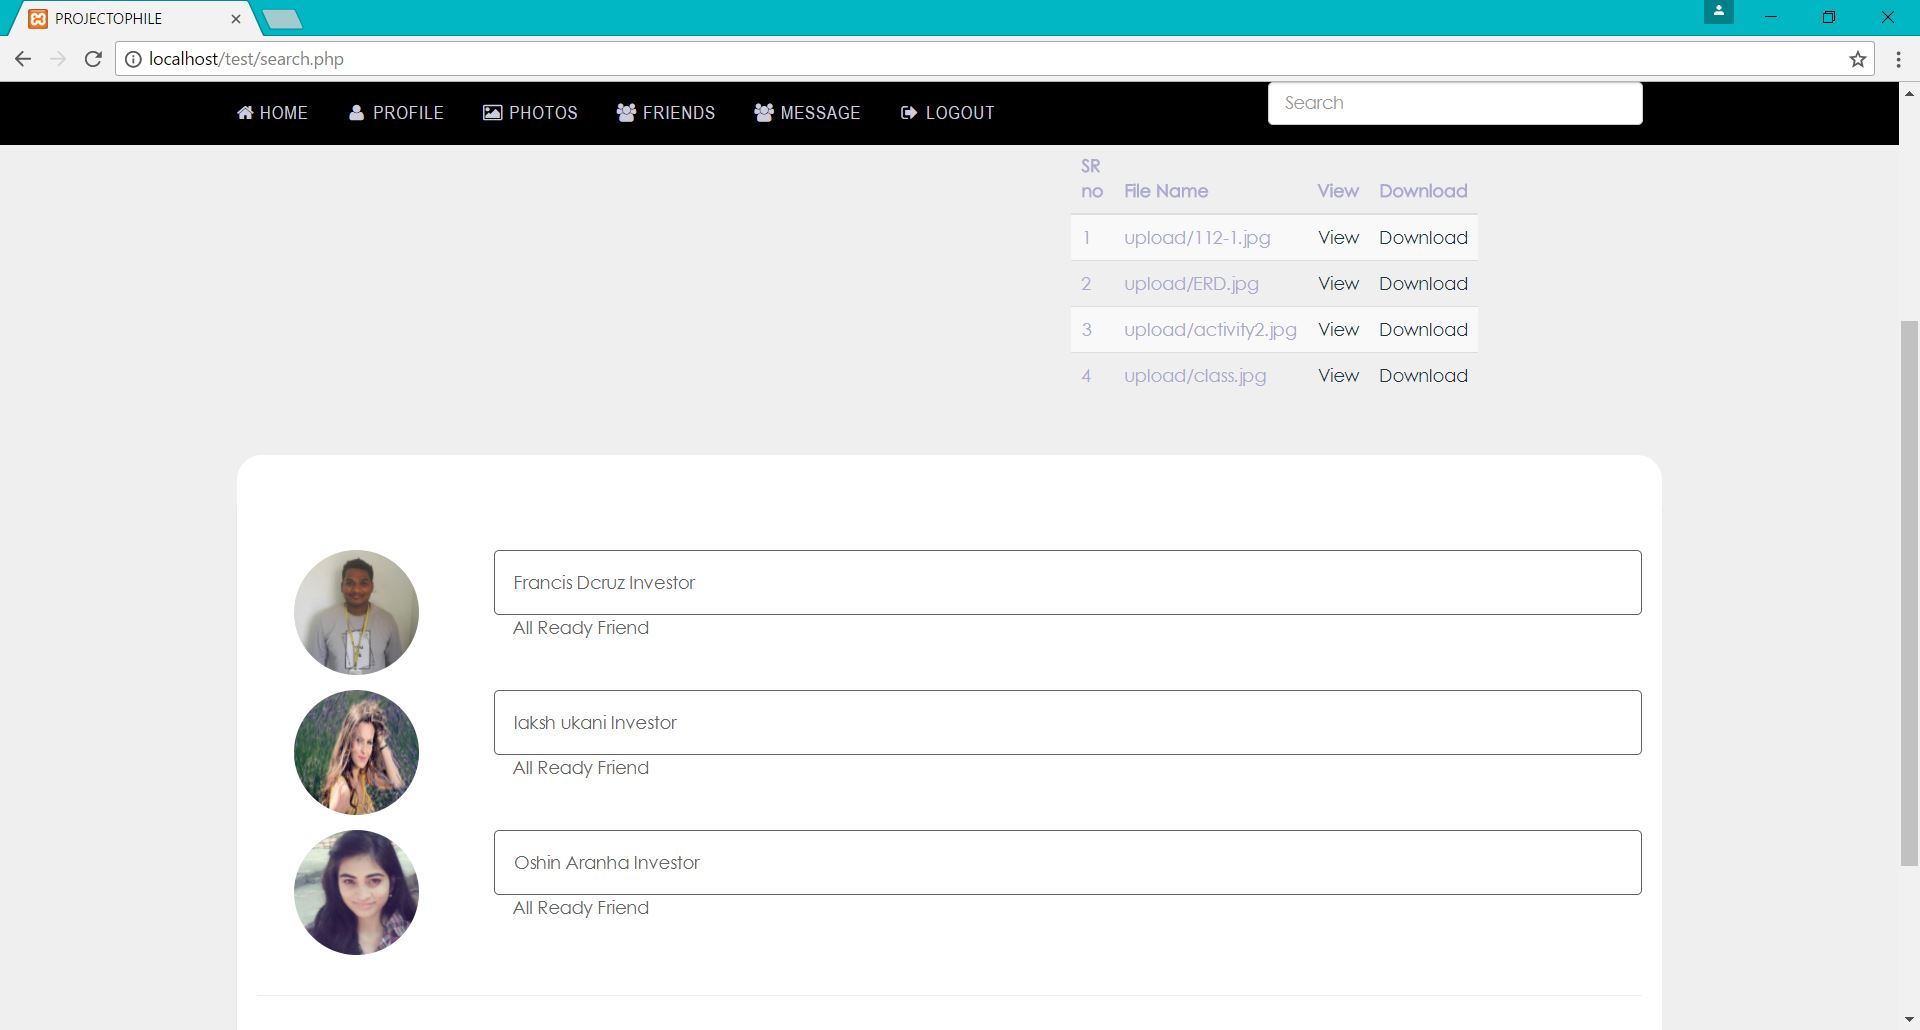 PROJECTOPHILE
localhost/test/search.php
HOME PROFILE PHOTOS FRIENDS MESSAGE LOGOUT Search
SR no File Name View Download
1 upload/112-1.jpg View Download
2 upload/ERD.jpg View Download
3 upload/activity2.jpg View Download
4 upload/class.jpg View Download
Francis Dcruz Investor
All Ready Friend
laksh ukani Investor
All Ready Friend
Oshin Aranha Investor
All Ready Friend